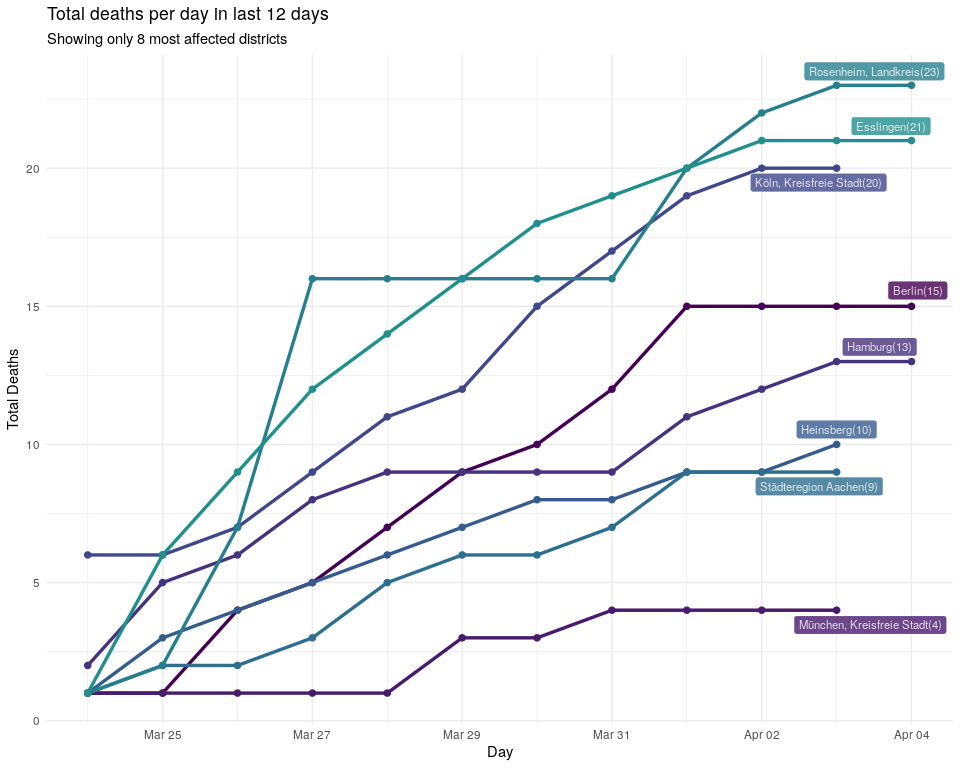 Total deaths per day in last 12 days
Showing only 8 most affected districts
Rosenheim, Landkreis(23)
Esslingen(21)
20
Köln, Kreisfreie Stadt(20)
Berlin(15)
15
Hamburg(13)
Total Deaths
Heinsberg(10)
10
Städteregion Aachen(9)
5
München, Kreisfreie Stadt(4)
0
Mar 25 Mar 27 Mar 29 Mar 31 Apr 02 Apr 04
Day